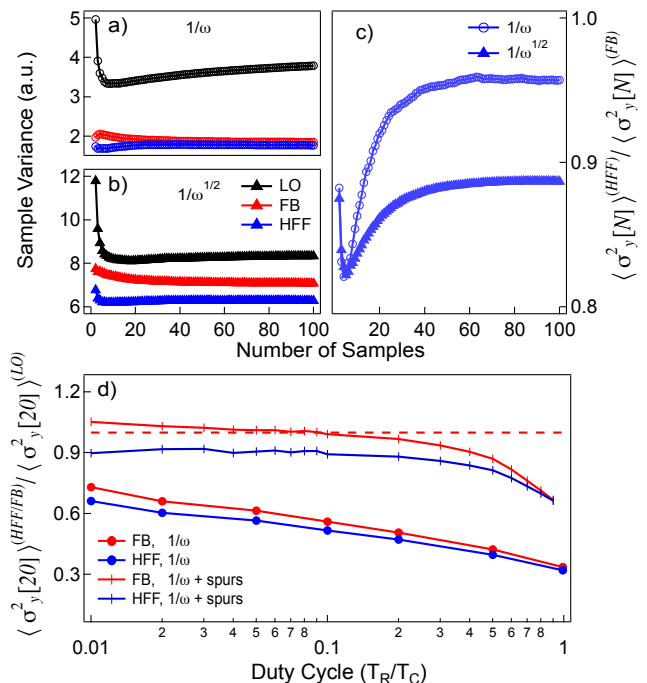 a)
1/ω
5
4
3
2
Sample Variance (a.u.)
b)
1/ω^1/2
LO
FB
HFF
12
10
8
6
0 20 40 60 80 100
c)
1/ω
1/ω^1/2
1.0
0.9
0.8
⟨ σ²_y [N] ⟩^(HFF) / ⟨ σ²_y [N] ⟩^(FB)
20 40 60 80 100
Number of Samples
d)
1.2
0.9
0.6
0.3
⟨ σ²_y [20] ⟩^(HFF/FB) / ⟨ σ²_y [20] ⟩^(LO)
FB, 1/ω
HFF, 1/ω
FB, 1/ω + spurs
HFF, 1/ω + spurs
0.01 2 3 4 5 6 7 8 0.1 2 3 4 5 6 7 8 1
Duty Cycle (T_R/T_C)